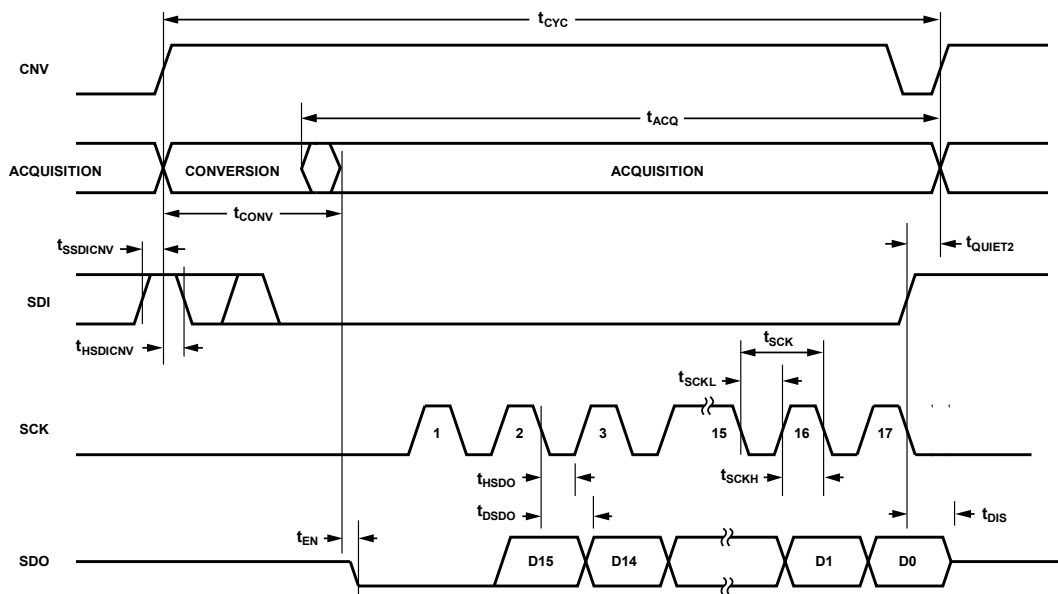 tCYC
CNV
tACQ
ACQUISITION CONVERSION ACQUISITION
tCONV
tSSDICNV
tQUIET2
SDI
tHSDICNV
tSCK
tSCKL
SCK 1 2 3 15 16 17
tHSDO
tSCKH
tDSDO
tDIS
tEN
SDO D15 D14 D1 D0